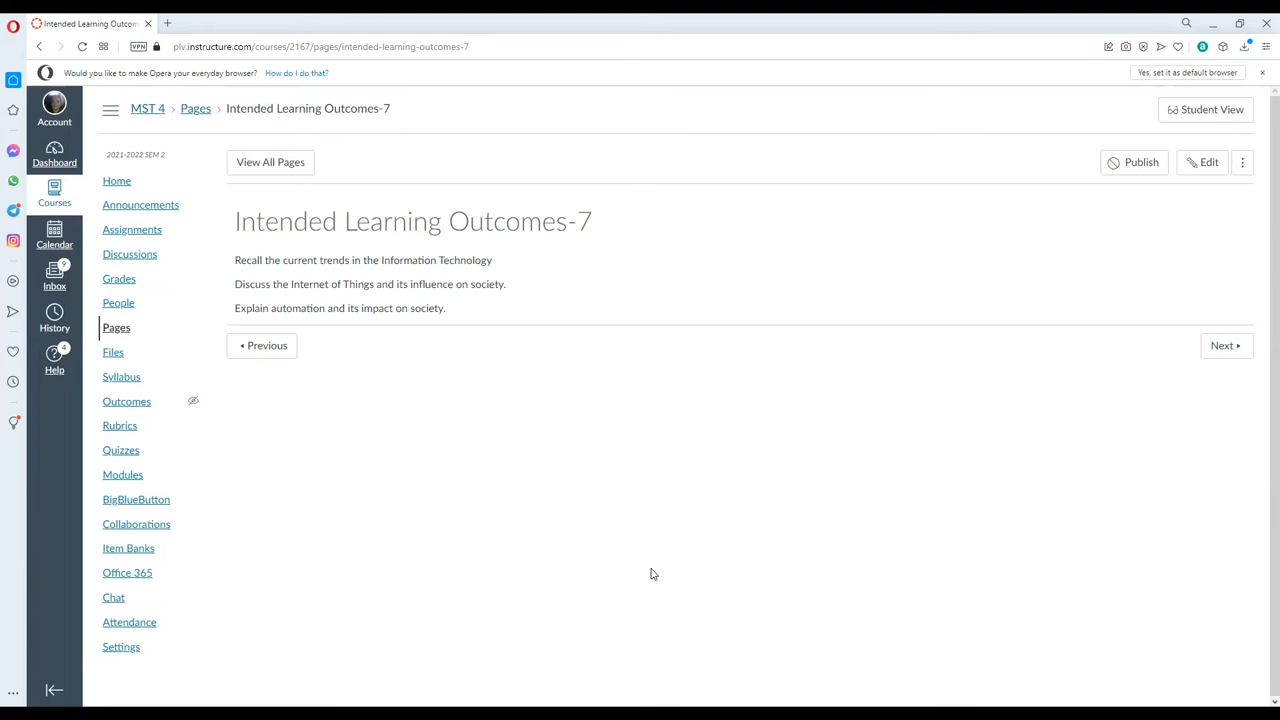 Intended Learning Outcom
VPN
plv.instructure.com/courses/2167/pages/intended-learning-outcomes-7
Would you like to make Opera your everyday browser? How do I do that?
Yes, set it as default browser
Account
Dashboard
Courses
Calendar
9
Inbox
History
4
Help
MST 4 > Pages > Intended Learning Outcomes-7
Student View
2021-2022 SEM 2
Home
Announcements
Assignments
Discussions
Grades
People
Pages
Files
Syllabus
Outcomes
Rubrics
Quizzes
Modules
BigBlueButton
Collaborations
Item Banks
Office 365
Chat
Attendance
Settings
View All Pages
Publish
Edit
Intended Learning Outcomes-7
Recall the current trends in the Information Technology
Discuss the Internet of Things and its influence on society.
Explain automation and its impact on society.
Previous
Next